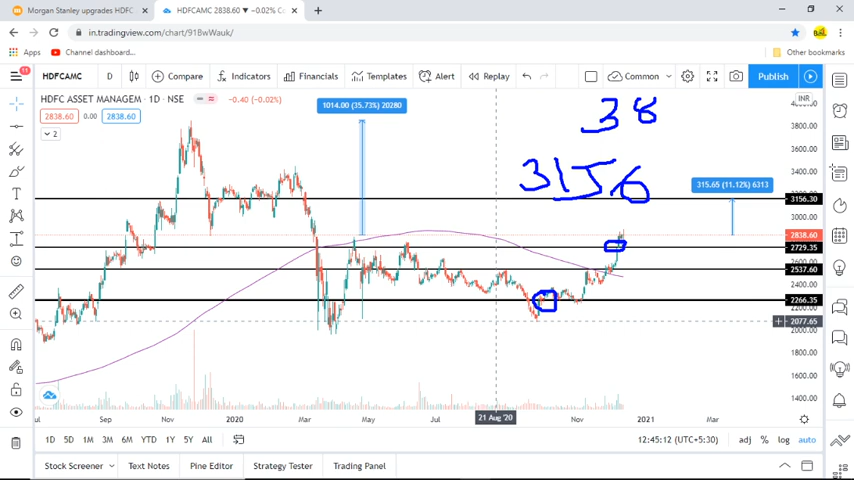 Morgan Stanley upgrades HDFC
HDFCAMC 2838.60 ▼ −0.02% Co
in.tradingview.com/chart/91BwWauk/
Apps Channel dashboard... Other bookmarks
11
HDFCAMC D Compare Indicators Financials Templates Alert Replay Common Publish
HDFC ASSET MANAGEM · 1D · NSE −0.40 (−0.02%)
2838.60 0.00 2838.60
2
INR
1014.00 (35.73%) 20280
38
3156
315.65 (11.12%) 6313
3800.00
3600.00
3400.00
3156.30
3000.00
2838.60
2729.35
2600.00
2537.60
2400.00
2266.35
2077.65
2000.00
1800.00
1600.00
1400.00
Sep Nov 2020 Mar May Jul 21 Aug '20 Nov 2021 Mar
1D 5D 1M 3M 6M YTD 1Y 5Y All 12:45:12 (UTC+5:30) adj % log auto
Stock Screener Text Notes Pine Editor Strategy Tester Trading Panel